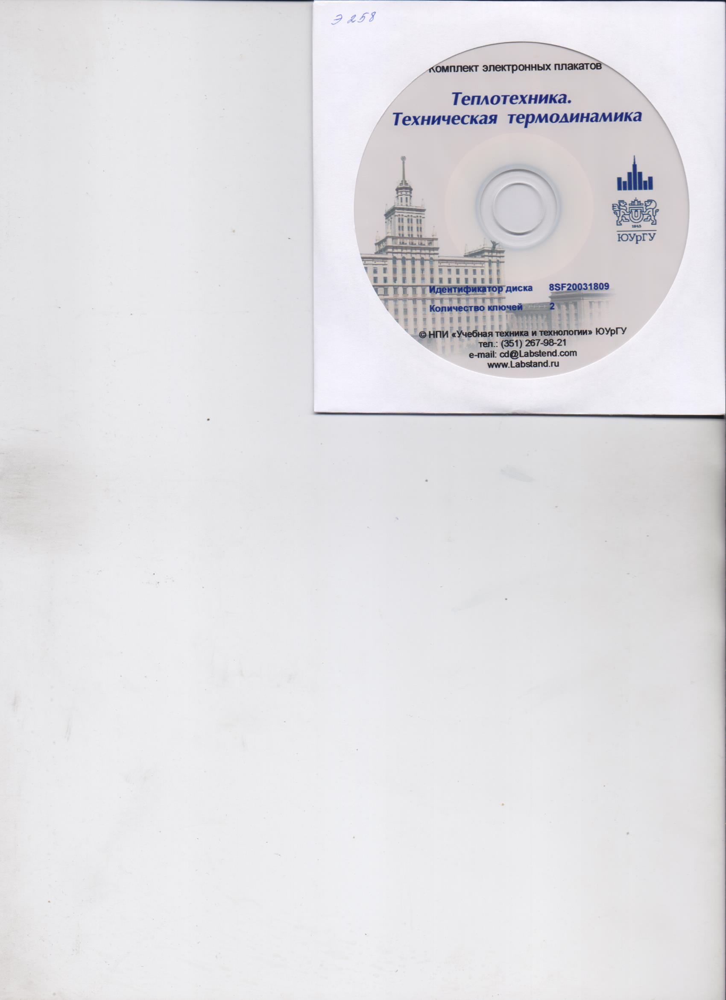 Э 258
Комплект электронных плакатов
Теплотехника.
Техническая термодинамика
1943
ЮУрГУ
Идентификатор диска 8SF20031809
Количество ключей 2
© НПИ «Учебная техника и технологии» ЮУрГУ
тел.: (351) 267-98-21
e-mail: cd@Labstend.com
www.Labstand.ru